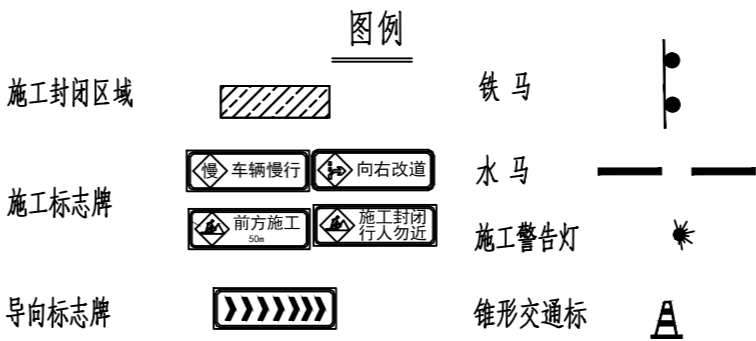 图例
施工封闭区域
铁马
施工标志牌
慢 车辆慢行
向右改道
前方施工
50m
施工封闭
行人勿近
水马
施工警告灯
导向标志牌
锥形交通标